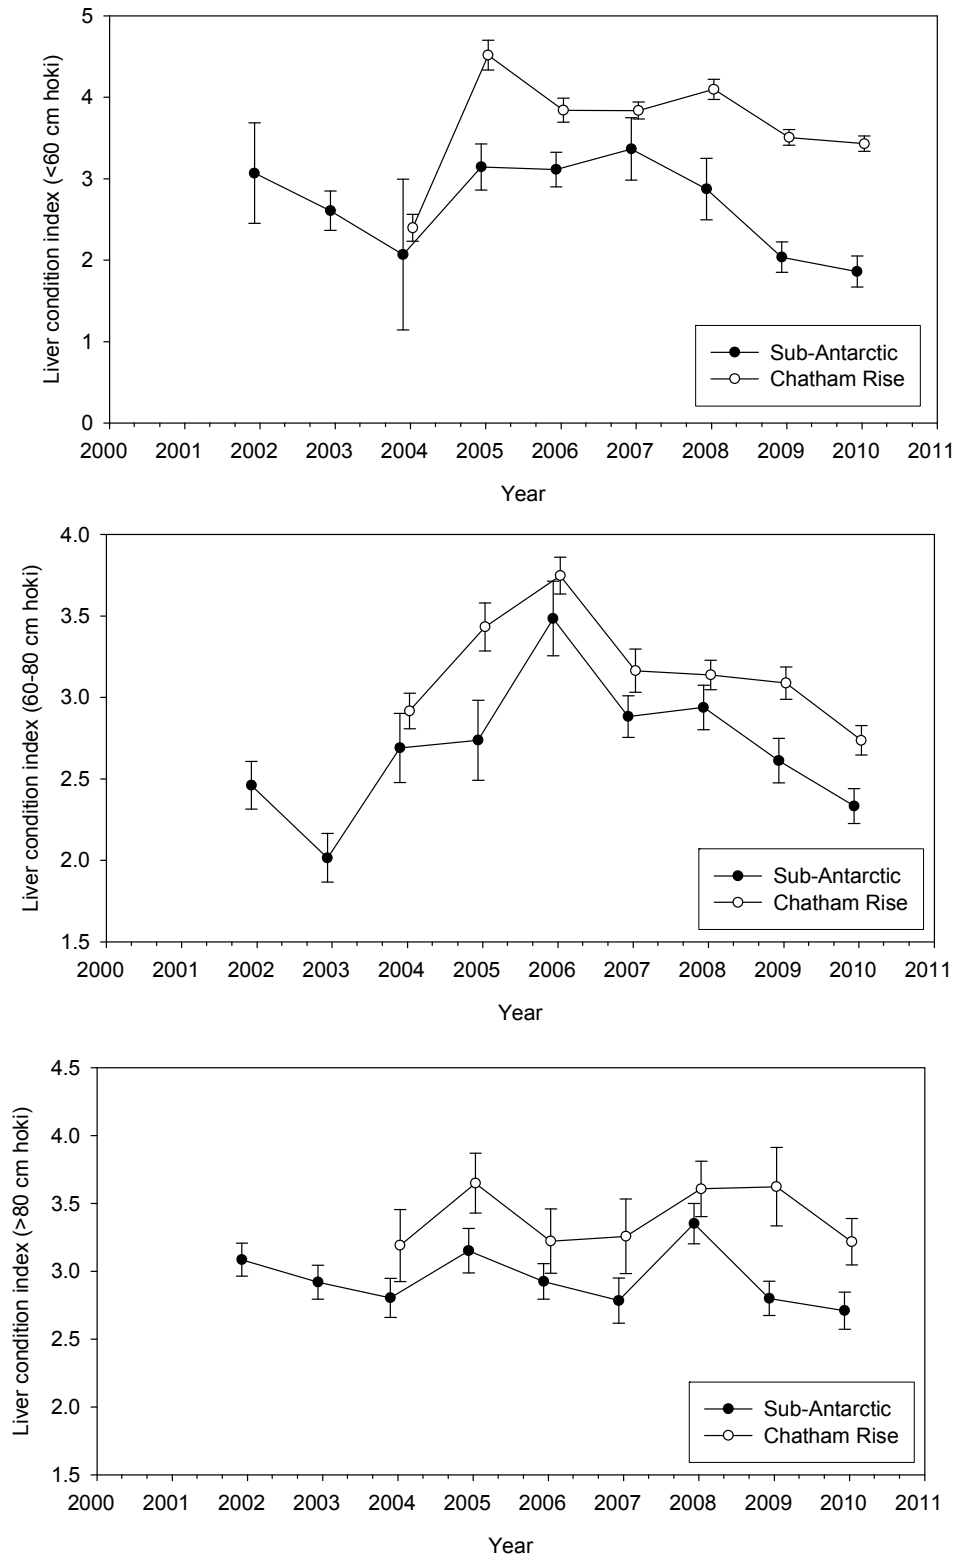 5
4
3
2
1
0
Liver condition index (<60 cm hoki)
Sub-Antarctic
Chatham Rise
2000 2001 2002 2003 2004 2005 2006 2007 2008 2009 2010 2011
Year
4.0
3.5
3.0
2.5
2.0
1.5
Liver condition index (60-80 cm hoki)
Sub-Antarctic
Chatham Rise
2000 2001 2002 2003 2004 2005 2006 2007 2008 2009 2010 2011
Year
4.5
4.0
3.5
3.0
2.5
2.0
1.5
Liver condition index (>80 cm hoki)
Sub-Antarctic
Chatham Rise
2000 2001 2002 2003 2004 2005 2006 2007 2008 2009 2010 2011
Year